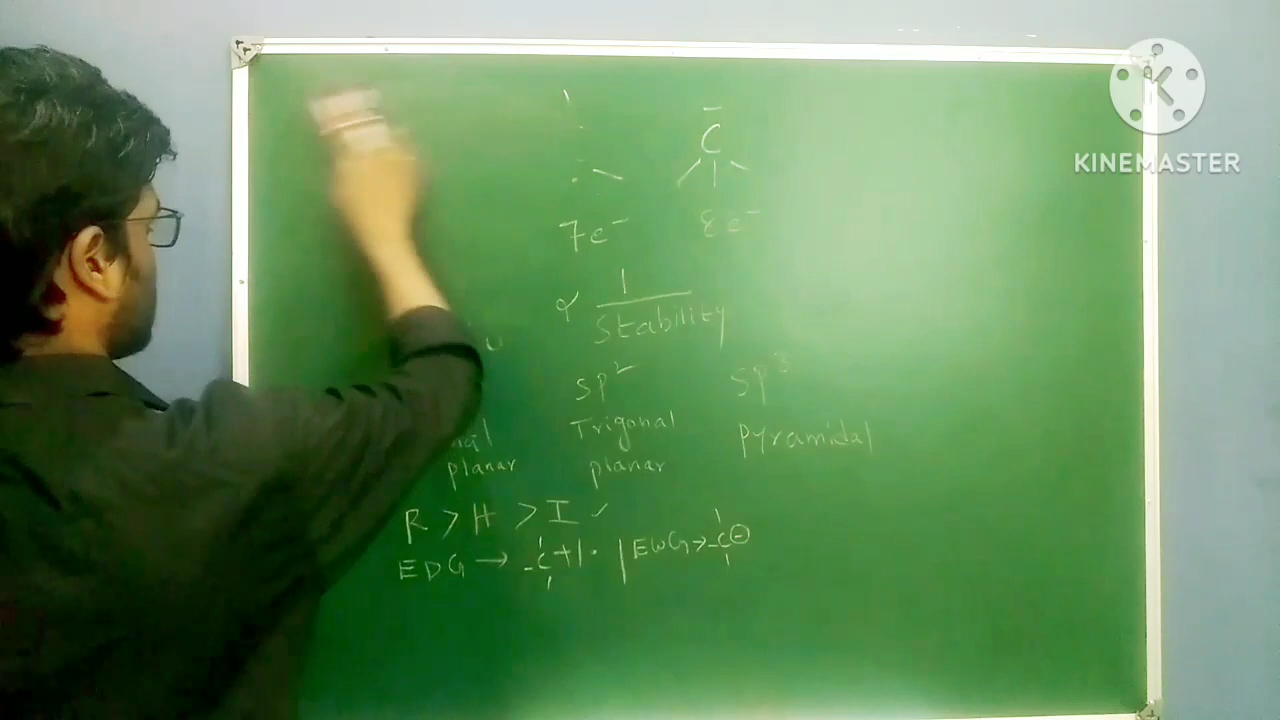 C
7e⁻ 8e⁻
α 1
Stability
sp² sp³
Trigonal pyramidal
planar planar
R > H > I ✓
EDG → -C+/· | EWG → -C⊖
KINEMASTER